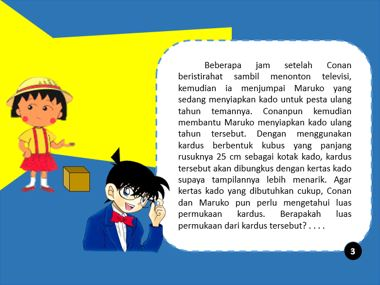 Beberapa jam setelah Conan
beristirahat sambil menonton televisi,
kemudian ia menjumpai Maruko yang
sedang menyiapkan kado untuk pesta ulang
tahun temannya. Conanpun kemudian
membantu Maruko menyiapkan kado ulang
tahun tersebut. Dengan menggunakan
kardus berbentuk kubus yang panjang
rusuknya 25 cm sebagai kotak kado, kardus
tersebut akan dibungkus dengan kertas kado
supaya tampilannya lebih menarik. Agar
kertas kado yang dibutuhkan cukup, Conan
dan Maruko pun perlu mengetahui luas
permukaan kardus. Berapakah luas
permukaan dari kardus tersebut? . . . .
3